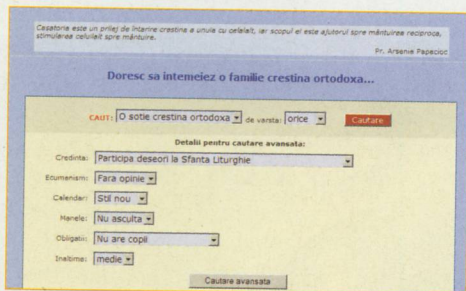 Casatoria este un prilej de întarire crestina a unuia cu celalalt, iar scopul ei este ajutorul spre mântuirea reciproca,
stimularea celuilalt spre mântuire.
Pr. Arsenie Papacioc
Doresc sa intemeiez o familie crestina ortodoxa...
CAUT: O sotie crestina ortodoxa de varsta: orice Cautare
Detalii pentru cautare avansata:
Credinta: Participa deseori la Sfanta Liturghie
Ecumenism: Fara opinie
Calendar: Stil nou
Manele: Nu asculta
Obligatii: Nu are copii
Inaltime: medie
Cautare avansata